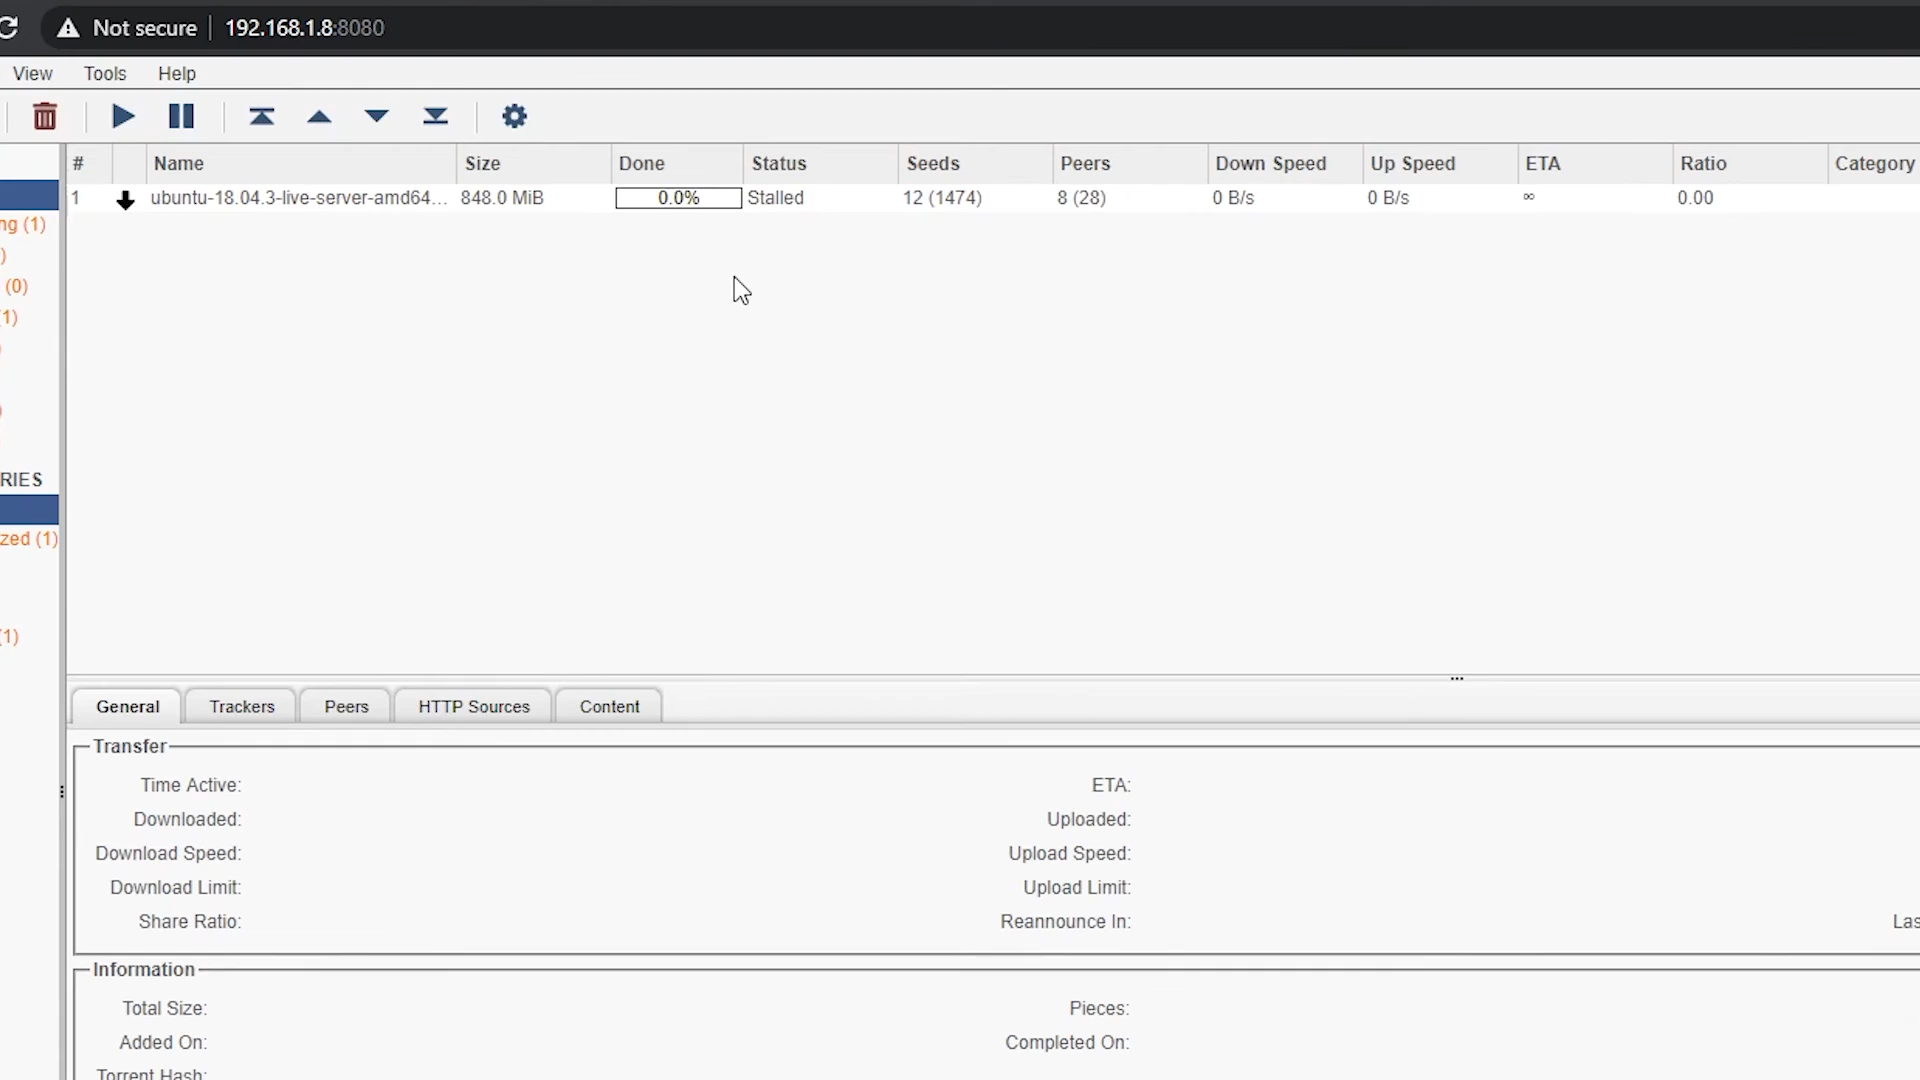 Not secure 192.168.1.8:8080
View Tools Help
# Name Size Done Status Seeds Peers Down Speed Up Speed ETA Ratio Category
1 ubuntu-18.04.3-live-server-amd64... 848.0 MiB 0.0% Stalled 12 (1474) 8 (28) 0 B/s 0 B/s ∞ 0.00
ng (1)
)
(0)
(1)
RIES
zed (1)
(1)
General Trackers Peers HTTP Sources Content
Transfer
Time Active: ETA:
Downloaded: Uploaded:
Download Speed: Upload Speed:
Download Limit: Upload Limit:
Share Ratio: Reannounce In: Las
Information
Total Size: Pieces:
Added On: Completed On:
Torrent Hash: